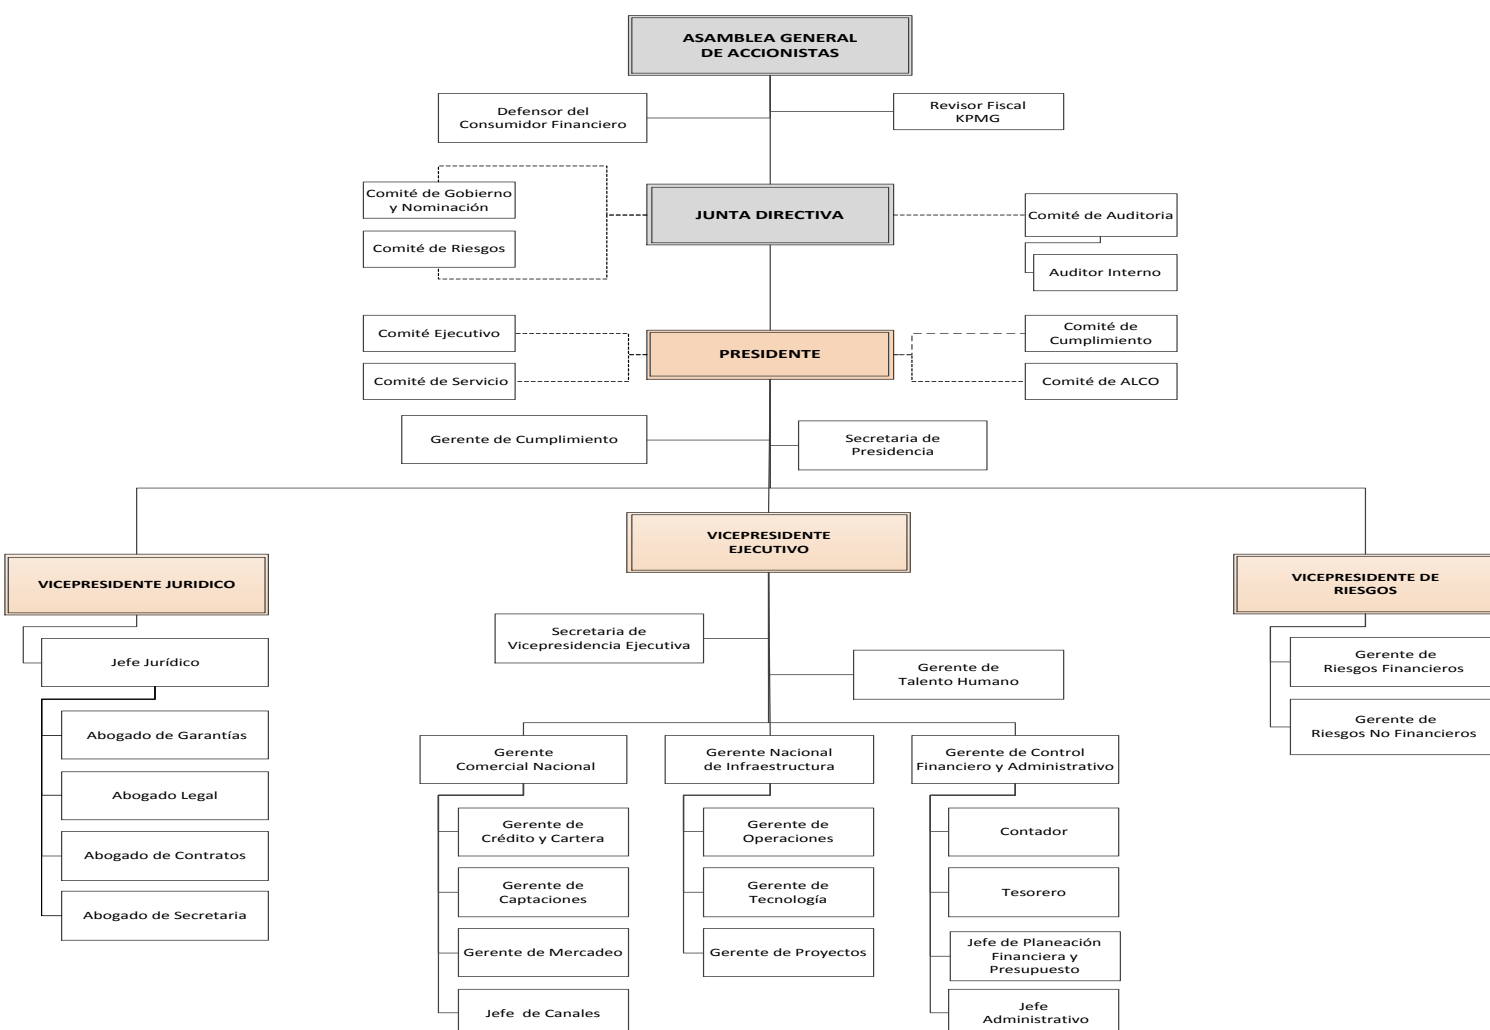 ASAMBLEA GENERAL
DE ACCIONISTAS
Defensor del
Consumidor Financiero
Revisor Fiscal
KPMG
Comité de Gobierno
y Nominación
Comité de Riesgos
JUNTA DIRECTIVA
Comité de Auditoria
Auditor Interno
Comité Ejecutivo
Comité de Servicio
PRESIDENTE
Comité de
Cumplimiento
Comité de ALCO
Gerente de Cumplimiento
Secretaria de
Presidencia
VICEPRESIDENTE JURIDICO
VICEPRESIDENTE
EJECUTIVO
VICEPRESIDENTE DE
RIESGOS
Jefe Jurídico
Abogado de Garantías
Abogado Legal
Abogado de Contratos
Abogado de Secretaria
Secretaria de
Vicepresidencia Ejecutiva
Gerente de
Talento Humano
Gerente
Comercial Nacional
Gerente de
Crédito y Cartera
Gerente de
Captaciones
Gerente de Mercadeo
Jefe  de Canales
Gerente Nacional
de Infraestructura
Gerente de
Operaciones
Gerente de
Tecnología
Gerente de Proyectos
Gerente de Control
Financiero y Administrativo
Contador
Tesorero
Jefe de Planeación
Financiera y
Presupuesto
Jefe
Administrativo
Gerente de
Riesgos Financieros
Gerente de
Riesgos No Financieros